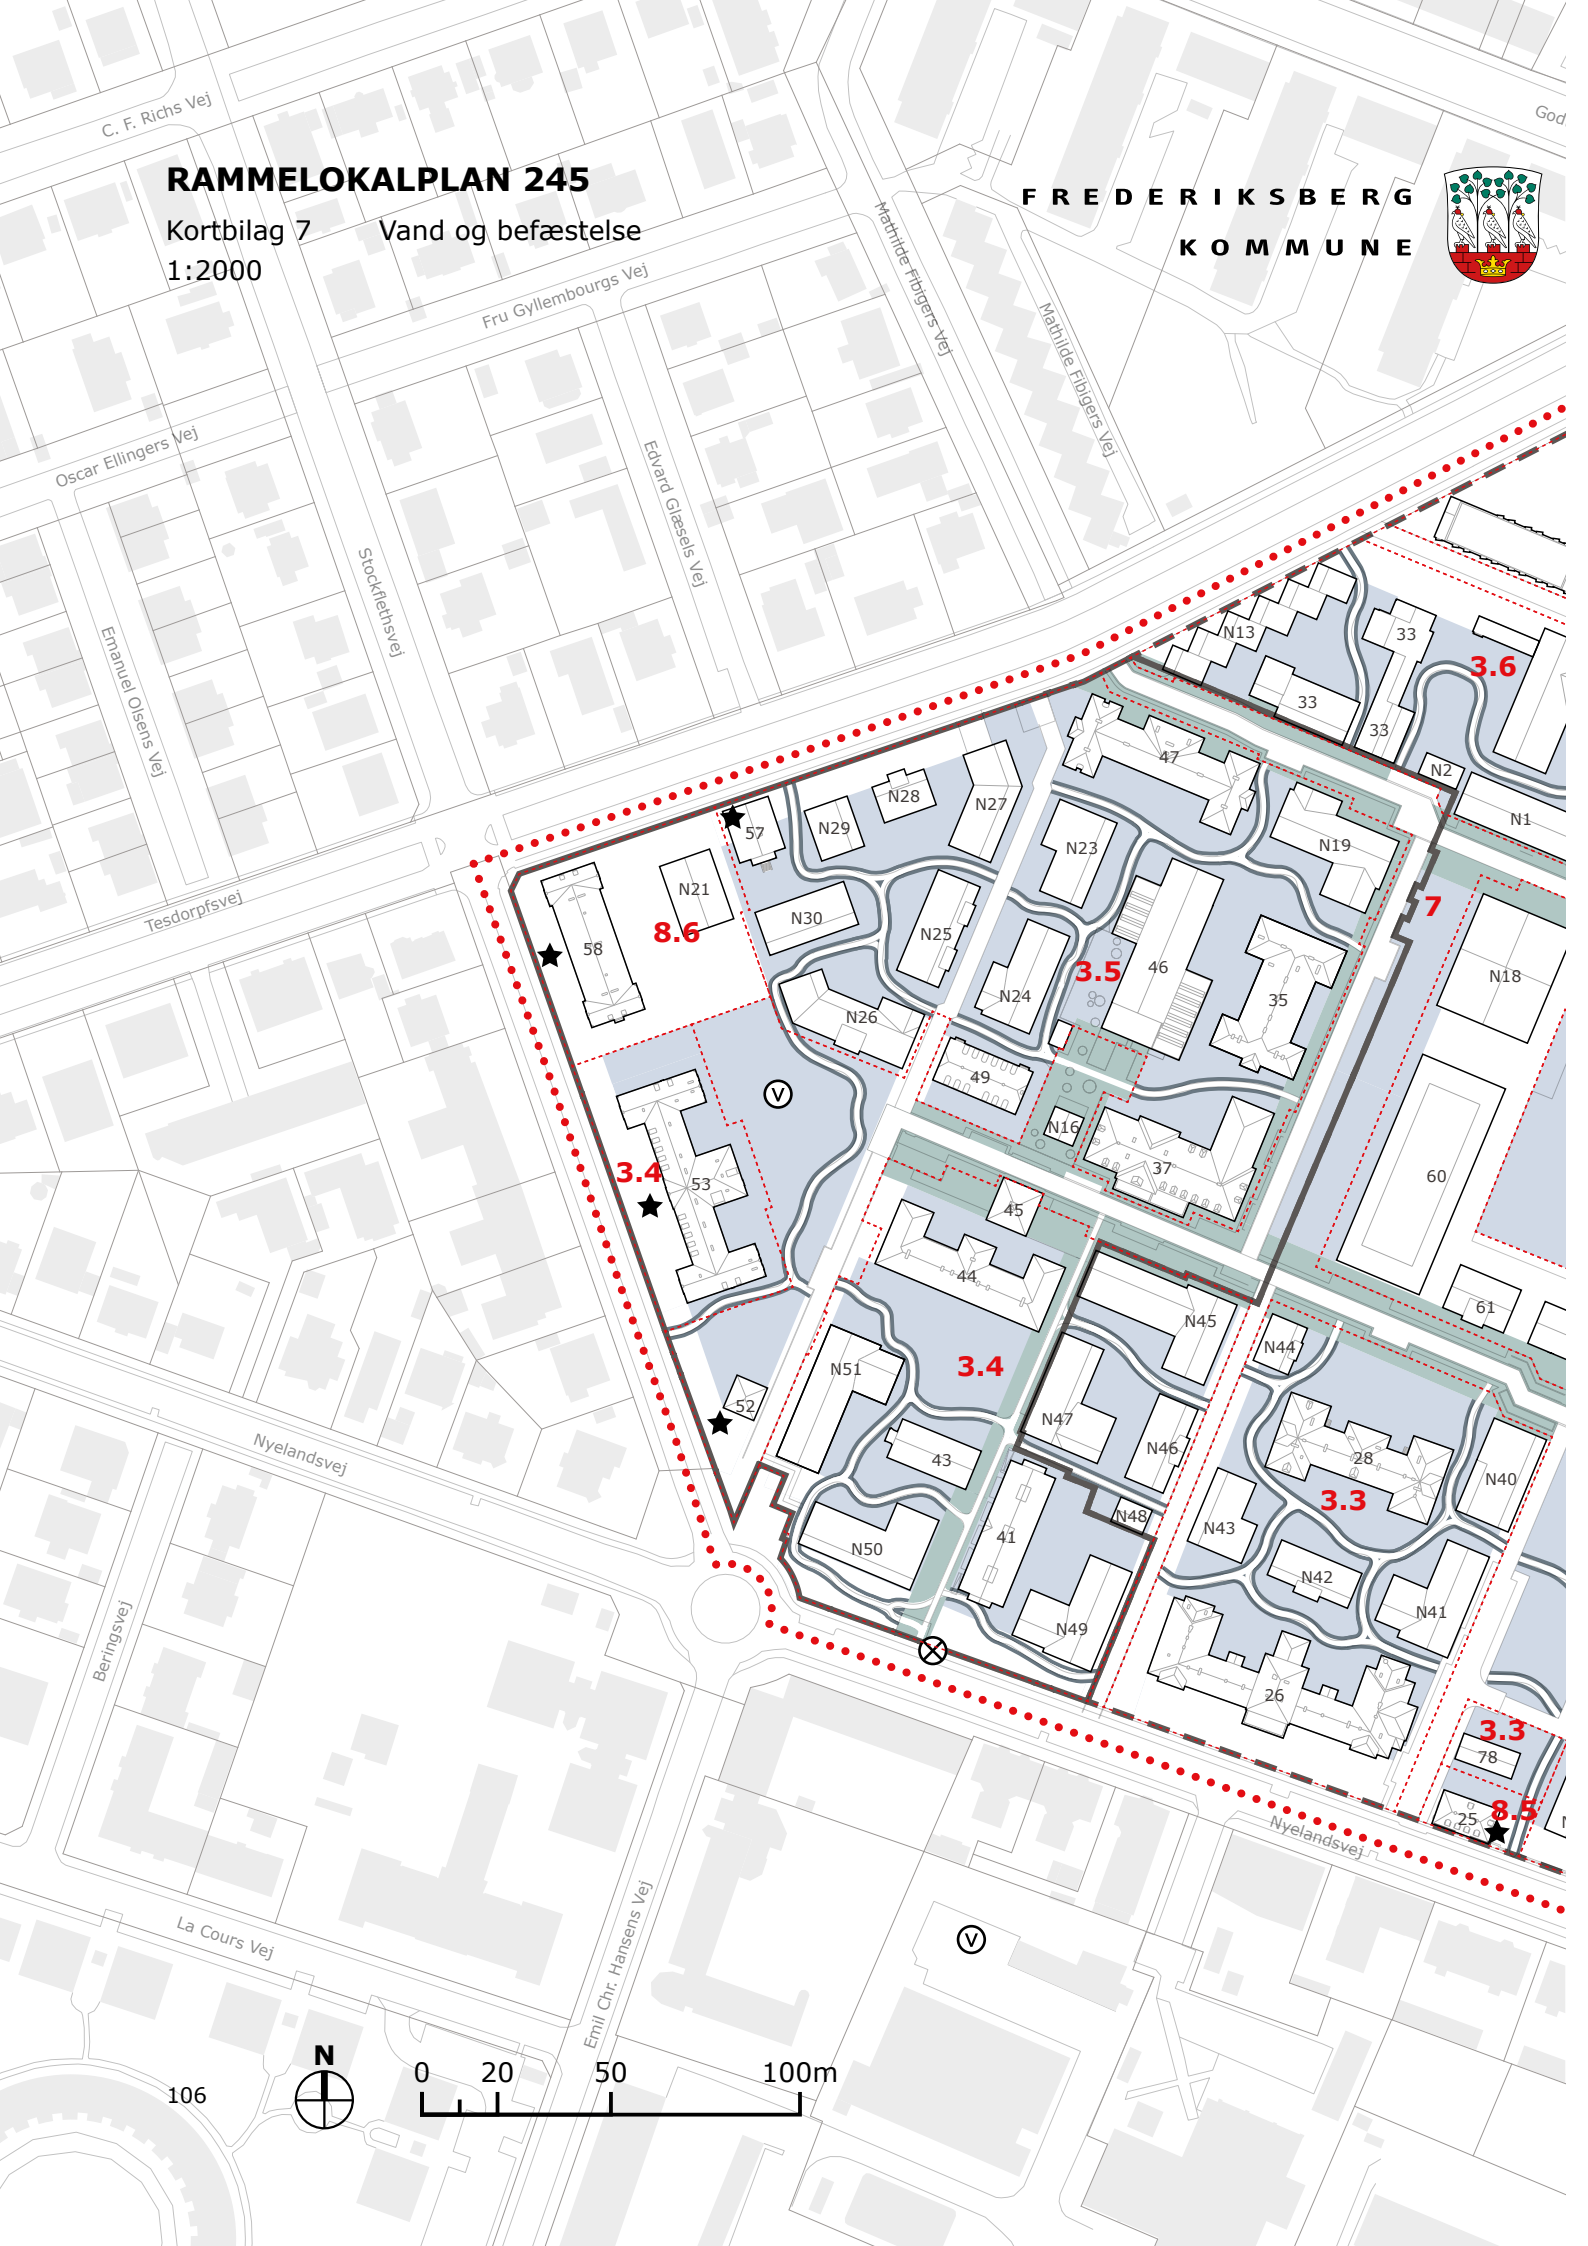 C. F. Richs Vej
God
RAMMELOKALPLAN 245
Kortbilag 7 Vand og befæstelse
1:2000
FREDERIKSBERG
KOMMUNE
Mathilde Fibigers Vej
Mathilde Fibigers Vej
Fru Gyllembourgs Vej
Oscar Ellingers Vej
Edvard Glæsels Vej
Stockflethsvej
Emanuel Olsens Vej
Tesdorpfsvej
N13
33
3.6
33
33
47
N2
N1
N28
N27
N29
57
N23
N19
N21
7
8.6
N30
58
N25
3.5
46
N18
N24
35
N26
49
V
N16
37
3.4
53
60
45
44
61
N45
N44
3.4
N51
52
N47
N46
28
43
N40
3.3
N48
N43
41
N50
N42
N41
N49
26
3.3
78
25
8.5
Nyelandsvej
Nyelandsvej
Beringsvej
La Cours Vej
Emil Chr. Hansens Vej
V
N
0 20 50 100m
106